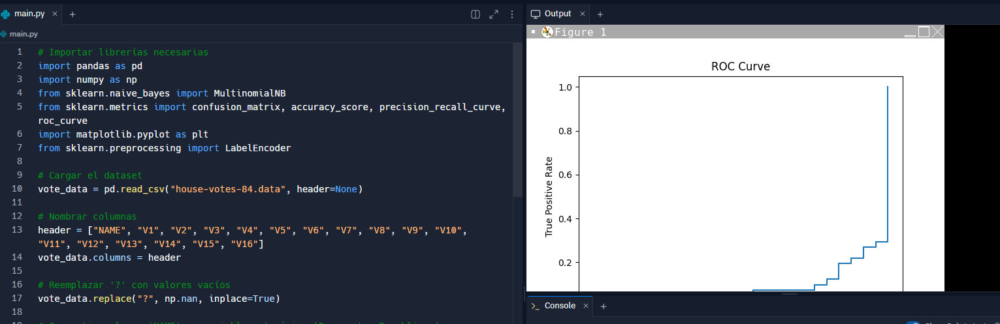 main.py
main.py
1 # Importar librerías necesarias
2 import pandas as pd
3 import numpy as np
4 from sklearn.naive_bayes import MultinomialNB
5 from sklearn.metrics import confusion_matrix, accuracy_score, precision_recall_curve,
roc_curve
6 import matplotlib.pyplot as plt
7 from sklearn.preprocessing import LabelEncoder
8
9 # Cargar el dataset
10 vote_data = pd.read_csv("house-votes-84.data", header=None)
11
12 # Nombrar columnas
13 header = ["NAME", "V1", "V2", "V3", "V4", "V5", "V6", "V7", "V8", "V9", "V10",
"V11", "V12", "V13", "V14", "V15", "V16"]
14 vote_data.columns = header
15
16 # Reemplazar '?' con valores vacíos
17 vote_data.replace("?", np.nan, inplace=True)
18
Output
Figure 1
ROC Curve
True Positive Rate
1.0
0.8
0.6
0.4
0.2
Console